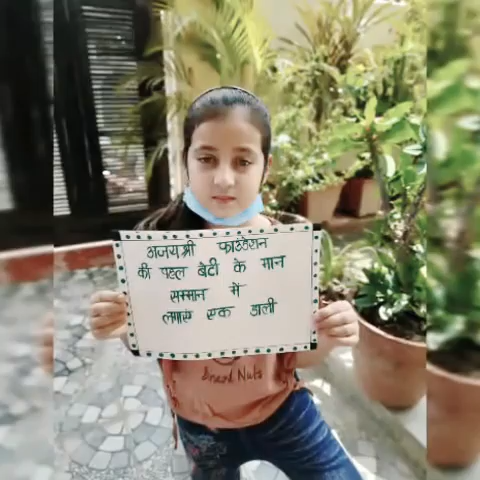 अजयश्री फाउंडेशन
की पहल बेटी के मान
सम्मान में
लगाएं एक डाली